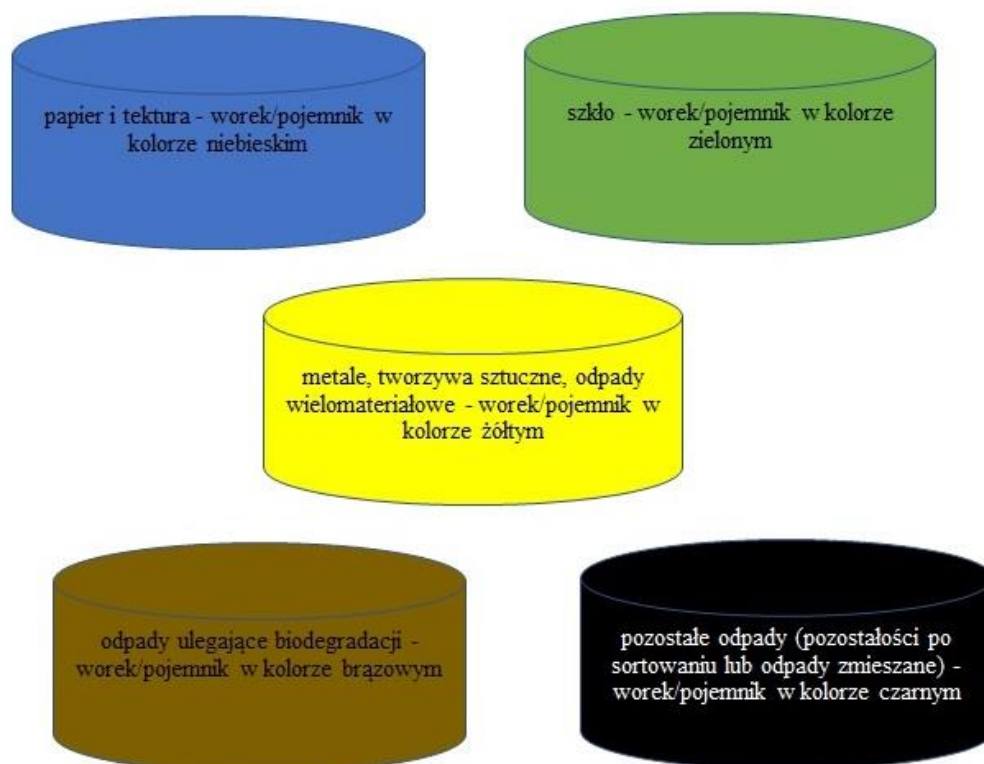 papier i tektura - worek/pojemnik w
kolorze niebieskim
szkło - worek/pojemnik w kolorze
zielonym
metale, tworzywa sztuczne, odpady
wielomateriałowe - worek/pojemnik w
kolorze żółtym
odpady ulegające biodegradacji -
worek/pojemnik w kolorze brązowym
pozostałe odpady (pozostałości po
sortowaniu lub odpady zmieszane) -
worek/pojemnik w kolorze czarnym